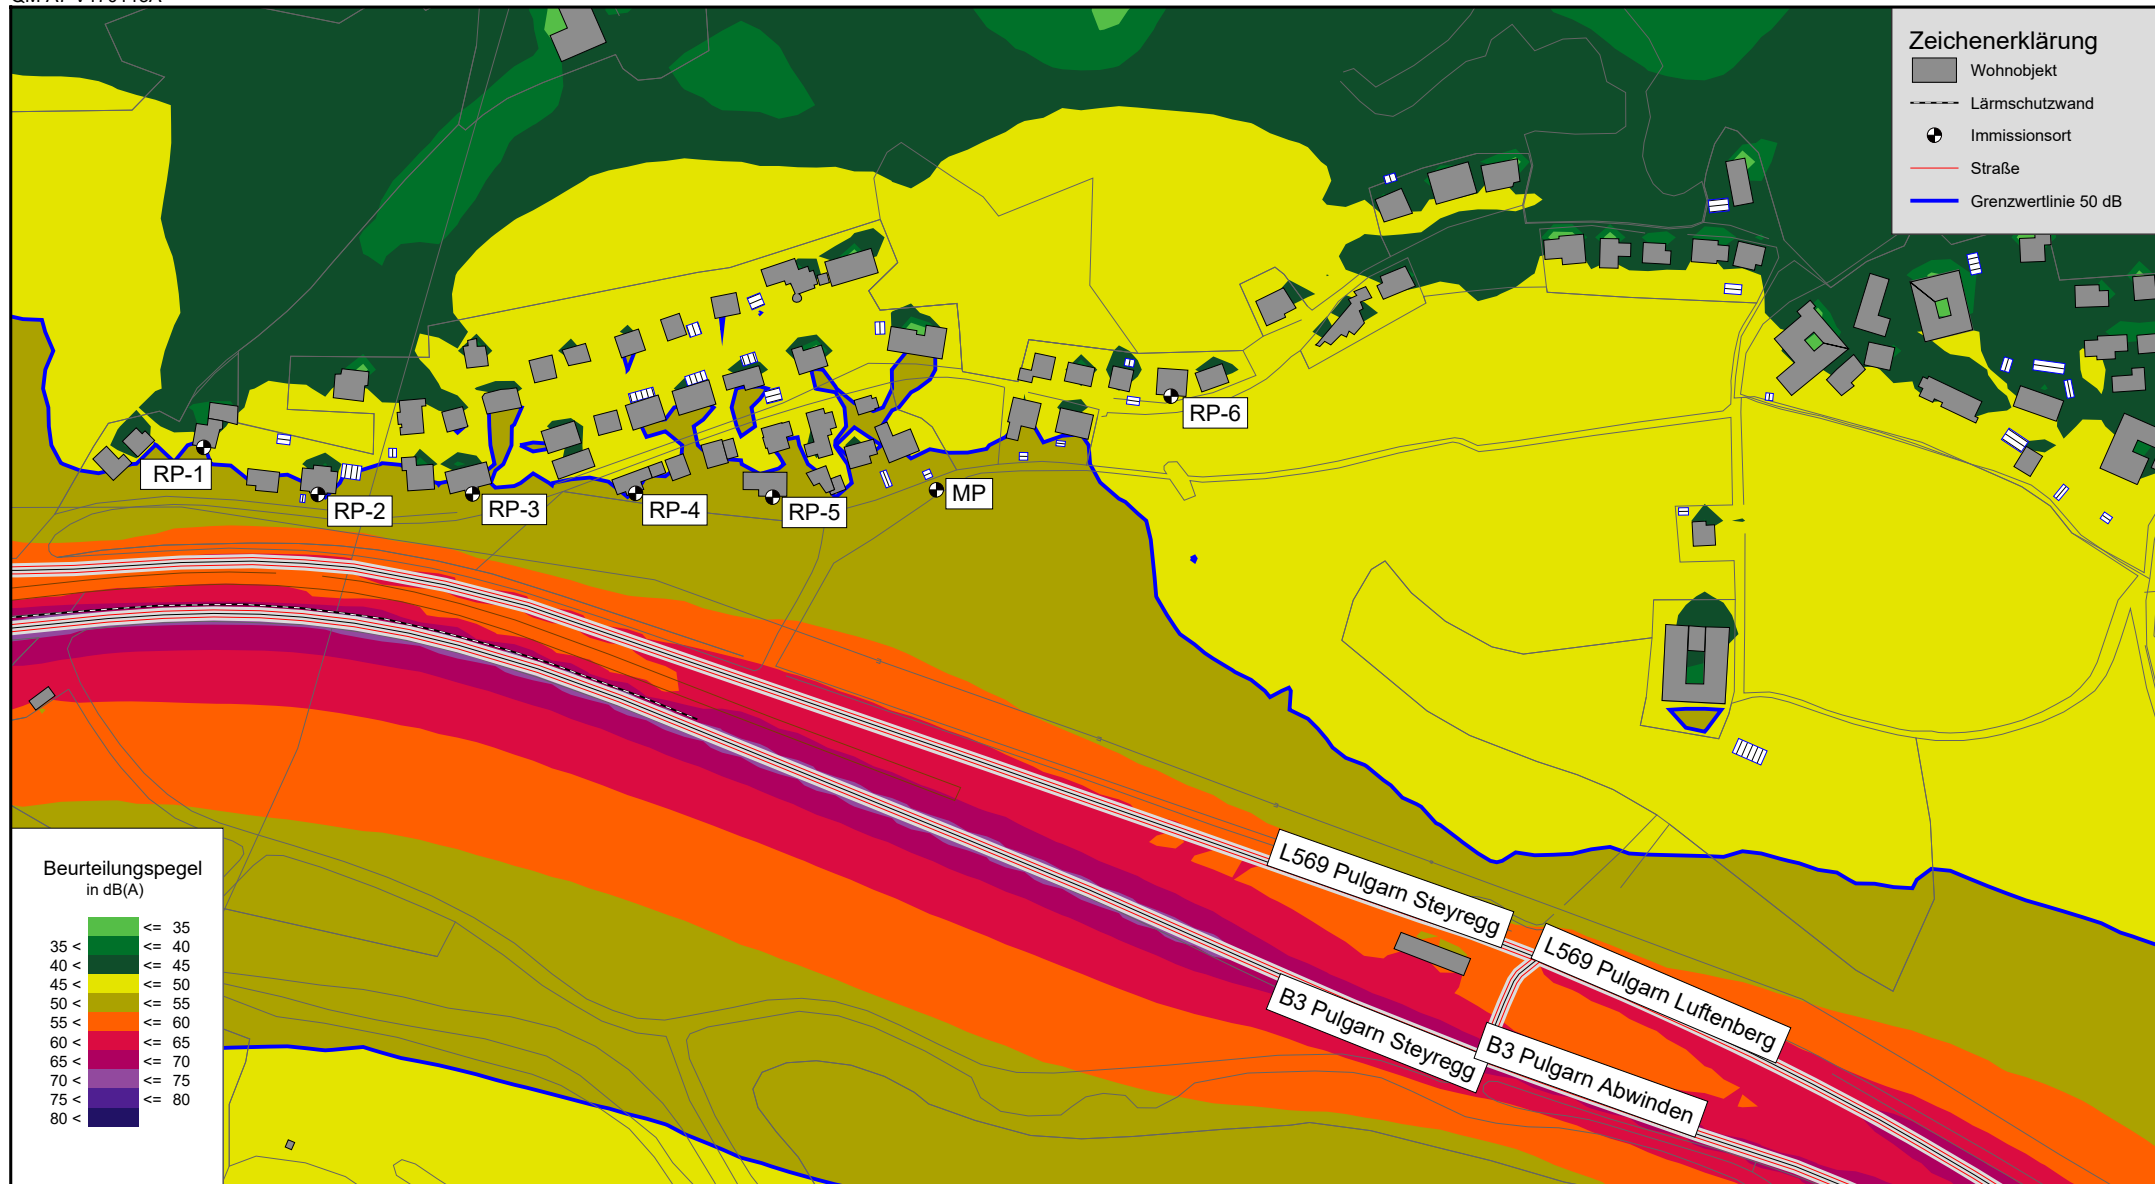 Zeichenerklärung
Wohnobjekt
Lärmschutzwand
Immissionsort
Straße
Grenzwertlinie 50 dB
RP-6
RP-1
RP-2
RP-3
RP-4
RP-5
MP
L569 Pulgarn Steyregg
L569 Pulgarn Luftenberg
B3 Pulgarn Steyregg
B3 Pulgarn Abwinden
Beurteilungspegel
in dB(A)
<= 35
35 < <= 40
40 < <= 45
45 < <= 50
50 < <= 55
55 < <= 60
60 < <= 65
65 < <= 70
70 < <= 75
75 < <= 80
80 <